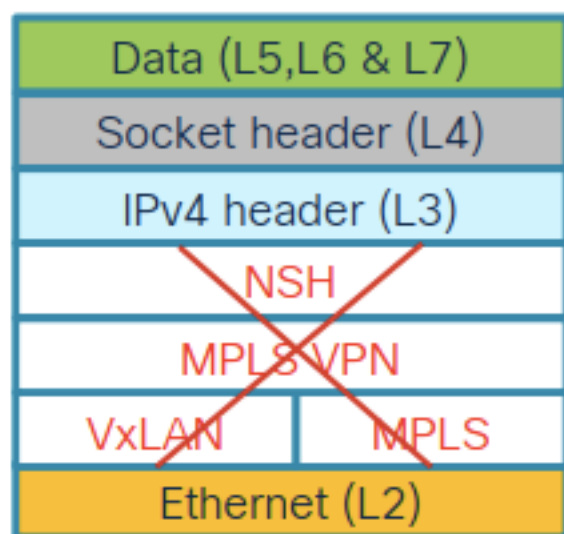 Data (L5,L6 & L7)
Socket header (L4)
IPv4 header (L3)
NSH
MPLS VPN
VxLAN MPLS
Ethernet (L2)